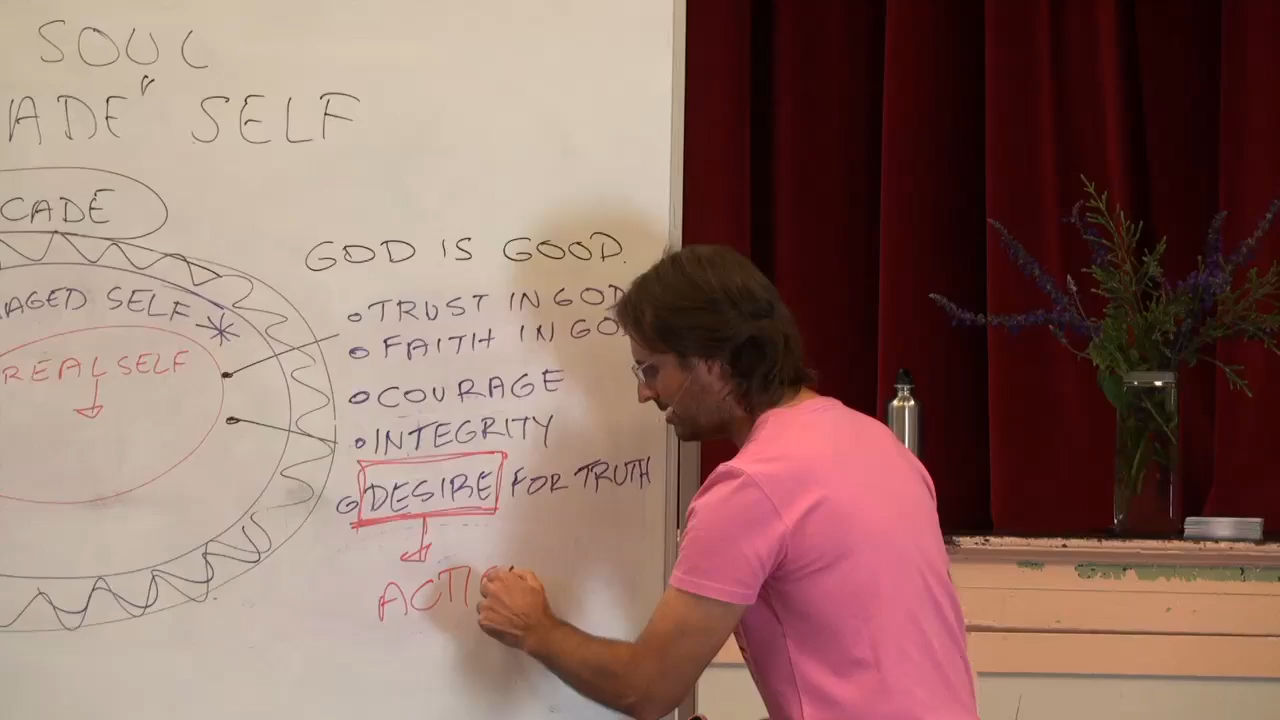 SOUL
ADE" SELF
CADE
GOD IS GOOD.
AGED SELF *
• TRUST IN GOD
• FAITH IN GO
REAL SELF
• COURAGE
• INTEGRITY
• DESIRE FOR TRUTH
ACTI